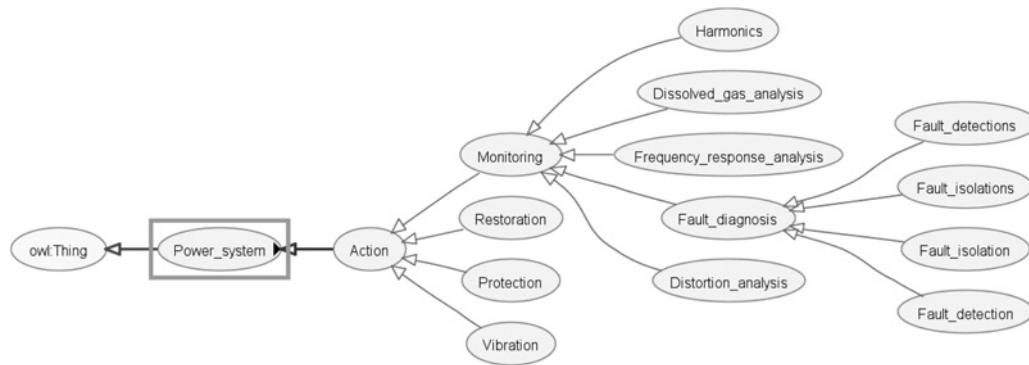 Harmonics
Dissolved_gas_analysis
Fault_detections
Monitoring
Frequency_response_analysis
Fault_isolations
Restoration
Fault_diagnosis
owl:Thing
Power_system
Action
Fault_isolation
Protection
Distortion_analysis
Fault_detection
Vibration